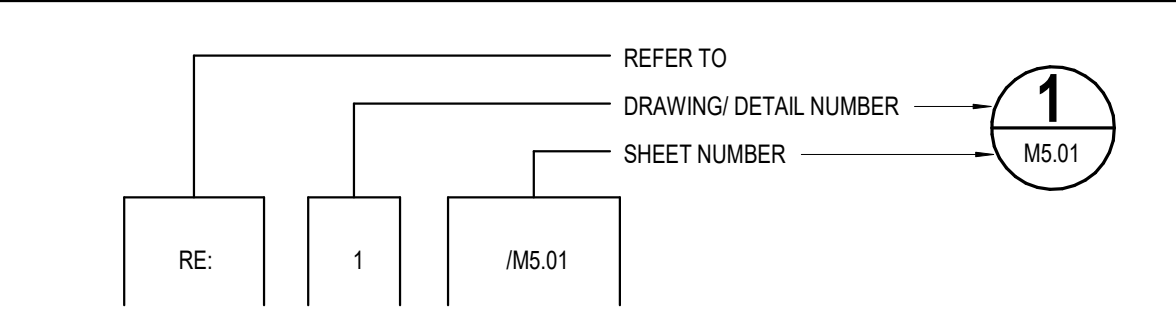 REFER TO
DRAWING/ DETAIL NUMBER
1
SHEET NUMBER
M5.01
RE:
1
/M5.01